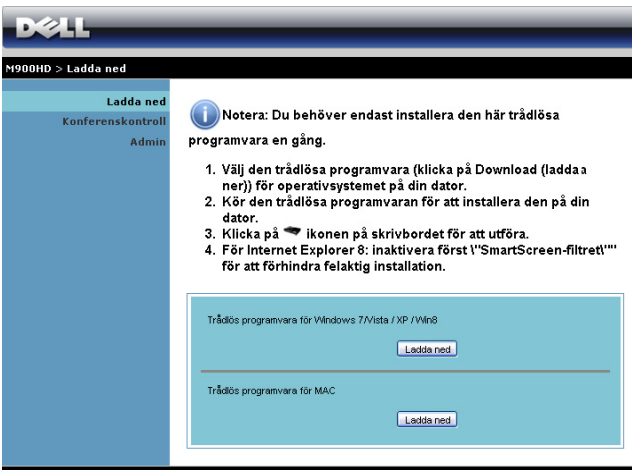 DELL
M900HD > Ladda ned
Ladda ned
Konferenskontroll
Admin
Notera: Du behöver endast installera den här trådlösa
programvara en gång.
1. Välj den trådlösa programvara (klicka på Download (ladda a
ner)) för operativsystemet på din dator.
2. Kör den trådlösa programvaran för att installera den på din
dator.
3. Klicka på ikonen på skrivbordet för att utföra.
4. För Internet Explorer 8: inaktivera först \"SmartScreen-filtret\""
för att förhindra felaktig installation.
Trådlös programvara för Windows 7/Vista / XP /Win8
Ladda ned
Trådlös programvara för MAC
Ladda ned